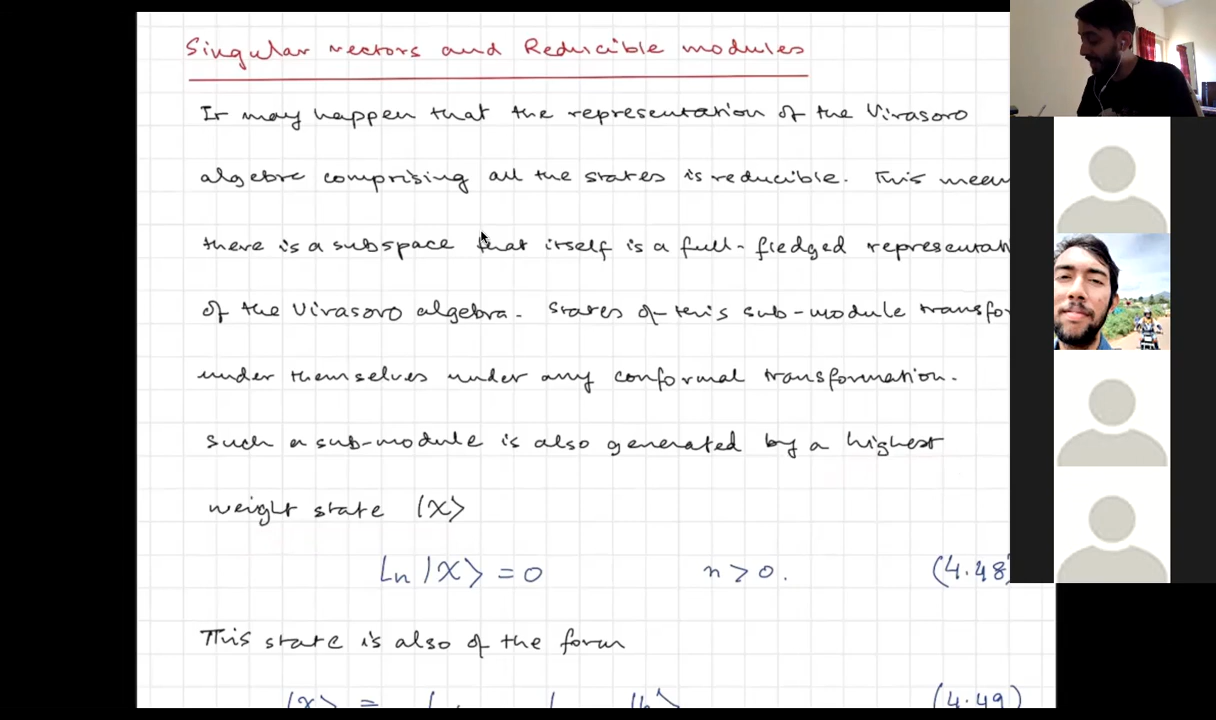 Singular vectors and Reducible modules
It may happen that the representation of the Virasoro
algebra comprising all the states is reducible. This mean
there is a subspace that itself is a full-fledged representat
of the Virasoro algebra. States of this sub-module transfo
under themselves under any conformal transformation.
Such a sub-module is also generated by a highest
weight state |χ⟩
Ln |χ⟩ = 0 n > 0. (4.48
This state is also of the form
|χ⟩ = (4.49)